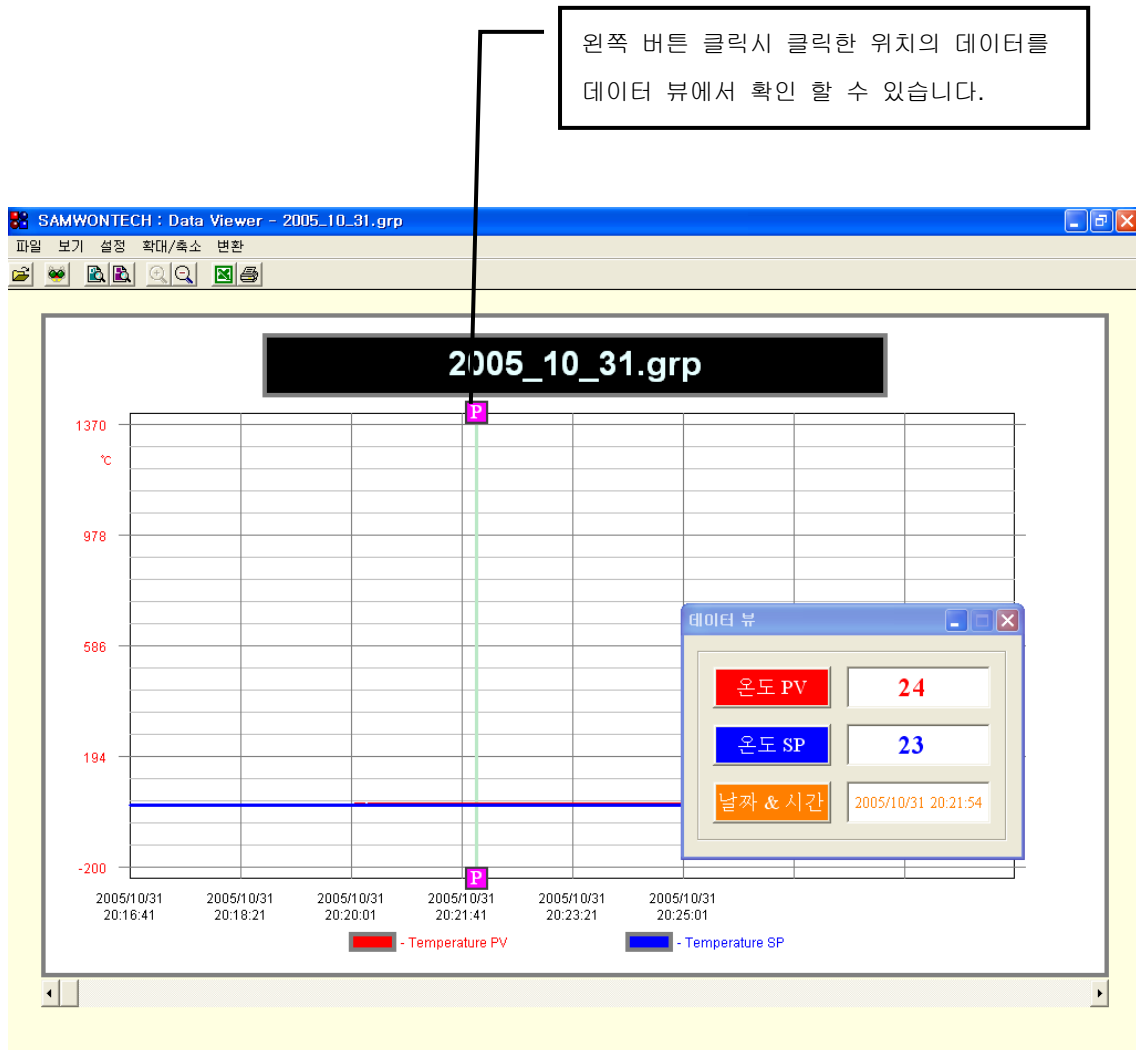 왼쪽 버튼 클릭시 클릭한 위치의 데이터를
데이터 뷰에서 확인 할 수 있습니다.
SAMWONTECH : Data Viewer - 2005_10_31.grp
파일 보기 설정 확대/축소 변환
2005_10_31.grp
P
1370
℃
978
586
194
-200
데이터 뷰
온도 PV 24
온도 SP 23
날짜 & 시간 2005/10/31 20:21:54
P
2005/10/31 2005/10/31 2005/10/31 2005/10/31 2005/10/31 2005/10/31
20:16:41 20:18:21 20:20:01 20:21:41 20:23:21 20:25:01
- Temperature PV - Temperature SP